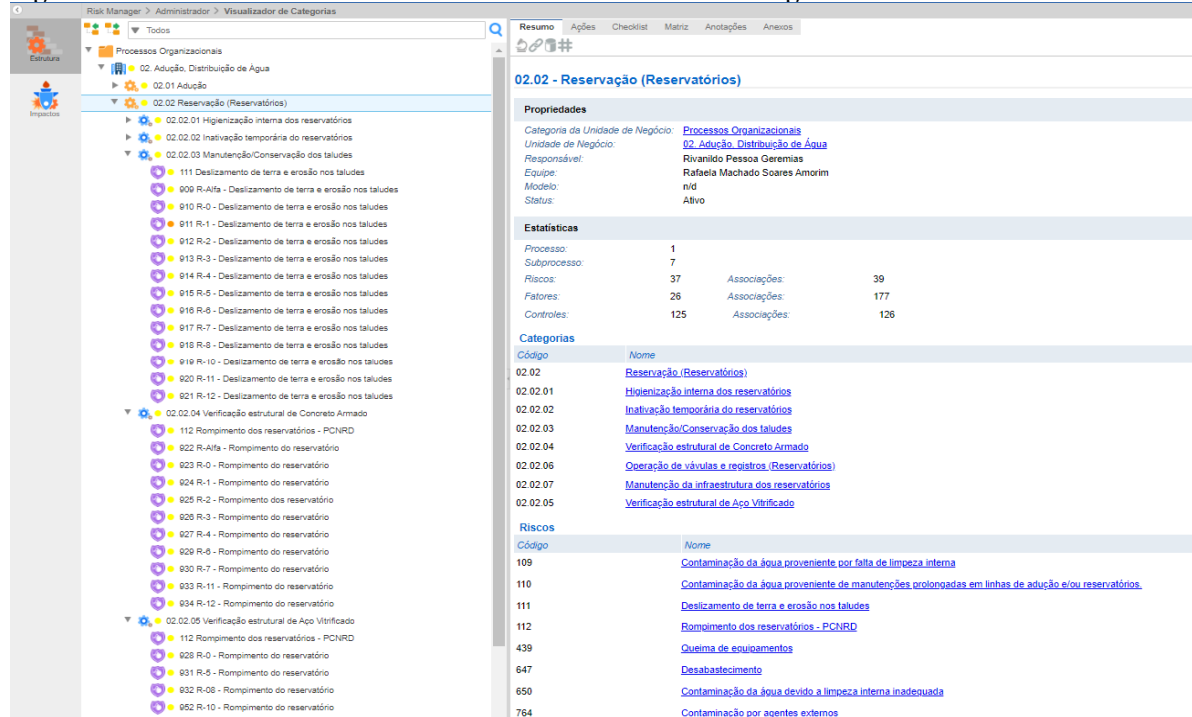 Risk Manager > Administrador > Visualizador de Categorias
Estrutura
Impactos
Todos
Processos Organizacionais
02. Adução, Distribuição de Água
02.01 Adução
02.02 Reservação (Reservatórios)
02.02.01 Higienização interna dos reservatórios
02.02.02 Inativação temporária do reservatórios
02.02.03 Manutenção/Conservação dos taludes
111 Deslizamento de terra e erosão nos taludes
909 R-Alfa - Deslizamento de terra e erosão nos taludes
910 R-0 - Deslizamento de terra e erosão nos taludes
911 R-1 - Deslizamento de terra e erosão nos taludes
912 R-2 - Deslizamento de terra e erosão nos taludes
913 R-3 - Deslizamento de terra e erosão nos taludes
914 R-4 - Deslizamento de terra e erosão nos taludes
915 R-5 - Deslizamento de terra e erosão nos taludes
916 R-6 - Deslizamento de terra e erosão nos taludes
917 R-7 - Deslizamento de terra e erosão nos taludes
918 R-8 - Deslizamento de terra e erosão nos taludes
919 R-10 - Deslizamento de terra e erosão nos taludes
920 R-11 - Deslizamento de terra e erosão nos taludes
921 R-12 - Deslizamento de terra e erosão nos taludes
02.02.04 Verificação estrutural de Concreto Armado
112 Rompimento dos reservatórios - PCNRD
922 R-Alfa - Rompimento do reservatório
923 R-0 - Rompimento do reservatório
924 R-1 - Rompimento do reservatório
925 R-2 - Rompimento dos reservatório
926 R-3 - Rompimento do reservatório
927 R-4 - Rompimento do reservatório
929 R-6 - Rompimento do reservatório
930 R-7 - Rompimento do reservatório
933 R-11 - Rompimento do reservatório
934 R-12 - Rompimento do reservatório
02.02.05 Verificação estrutural de Aço Vitrificado
112 Rompimento dos reservatórios - PCNRD
928 R-0 - Rompimento do reservatório
931 R-5 - Rompimento do reservatório
932 R-08 - Rompimento do reservatório
952 R-10 - Rompimento do reservatório
Resumo Ações Checklist Matriz Anotações Anexos
02.02 - Reservação (Reservatórios)
Propriedades
Categoria da Unidade de Negócio: Processos Organizacionais
Unidade de Negócio: 02. Adução, Distribuição de Água
Responsável: Rivanildo Pessoa Geremias
Equipe: Rafaela Machado Soares Amorim
Modelo: n/d
Status: Ativo
Estatísticas
Processo: 1
Subprocesso: 7
Riscos: 37 Associações: 39
Fatores: 26 Associações: 177
Controles: 125 Associações: 126
Categorias
Código Nome
02.02 Reservação (Reservatórios)
02.02.01 Higienização interna dos reservatórios
02.02.02 Inativação temporária do reservatórios
02.02.03 Manutenção/Conservação dos taludes
02.02.04 Verificação estrutural de Concreto Armado
02.02.06 Operação de vávulas e registros (Reservatórios)
02.02.07 Manutenção da infraestrutura dos reservatórios
02.02.05 Verificação estrutural de Aço Vitrificado
Riscos
Código Nome
109 Contaminação da água proveniente por falta de limpeza interna
110 Contaminação da água proveniente de manutenções prolongadas em linhas de adução e/ou reservatórios.
111 Deslizamento de terra e erosão nos taludes
112 Rompimento dos reservatórios - PCNRD
439 Queima de equipamentos
647 Desabastecimento
650 Contaminação da água devido a limpeza interna inadequada
764 Contaminação por agentes externos